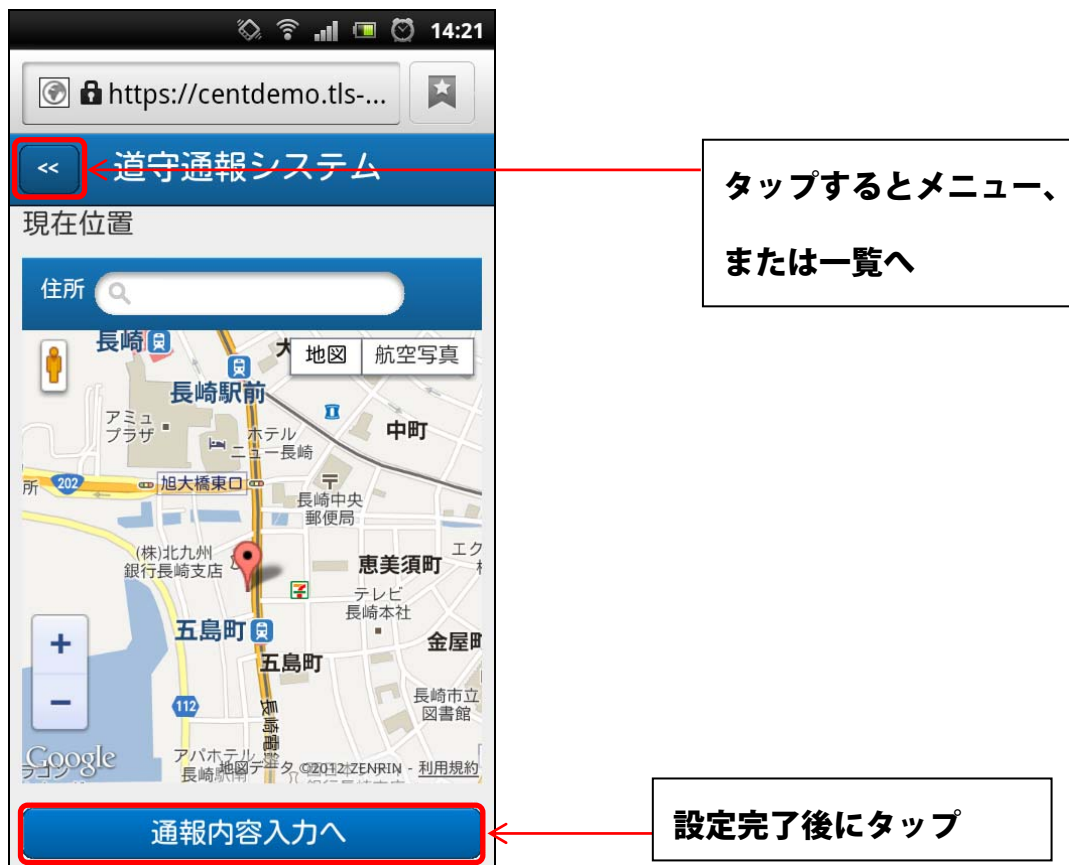 14:21
https://centdemo.tls-...
<<
道守通報システム
タップするとメニュー、
または一覧へ
現在位置
住所
長崎
地図
航空写真
長崎駅前
アミュ
プラザ
ホテル
ニュー長崎
中町
202
旭大橋東口
長崎中央
郵便局
(株)北九州
銀行長崎支店
恵美須町
テレビ
長崎本社
+
五島町
金屋町
五島町
−
112
長崎市立
図書館
Google
アパホテル
地図データ ©2012 ZENRIN - 利用規約
通報内容入力へ
設定完了後にタップ